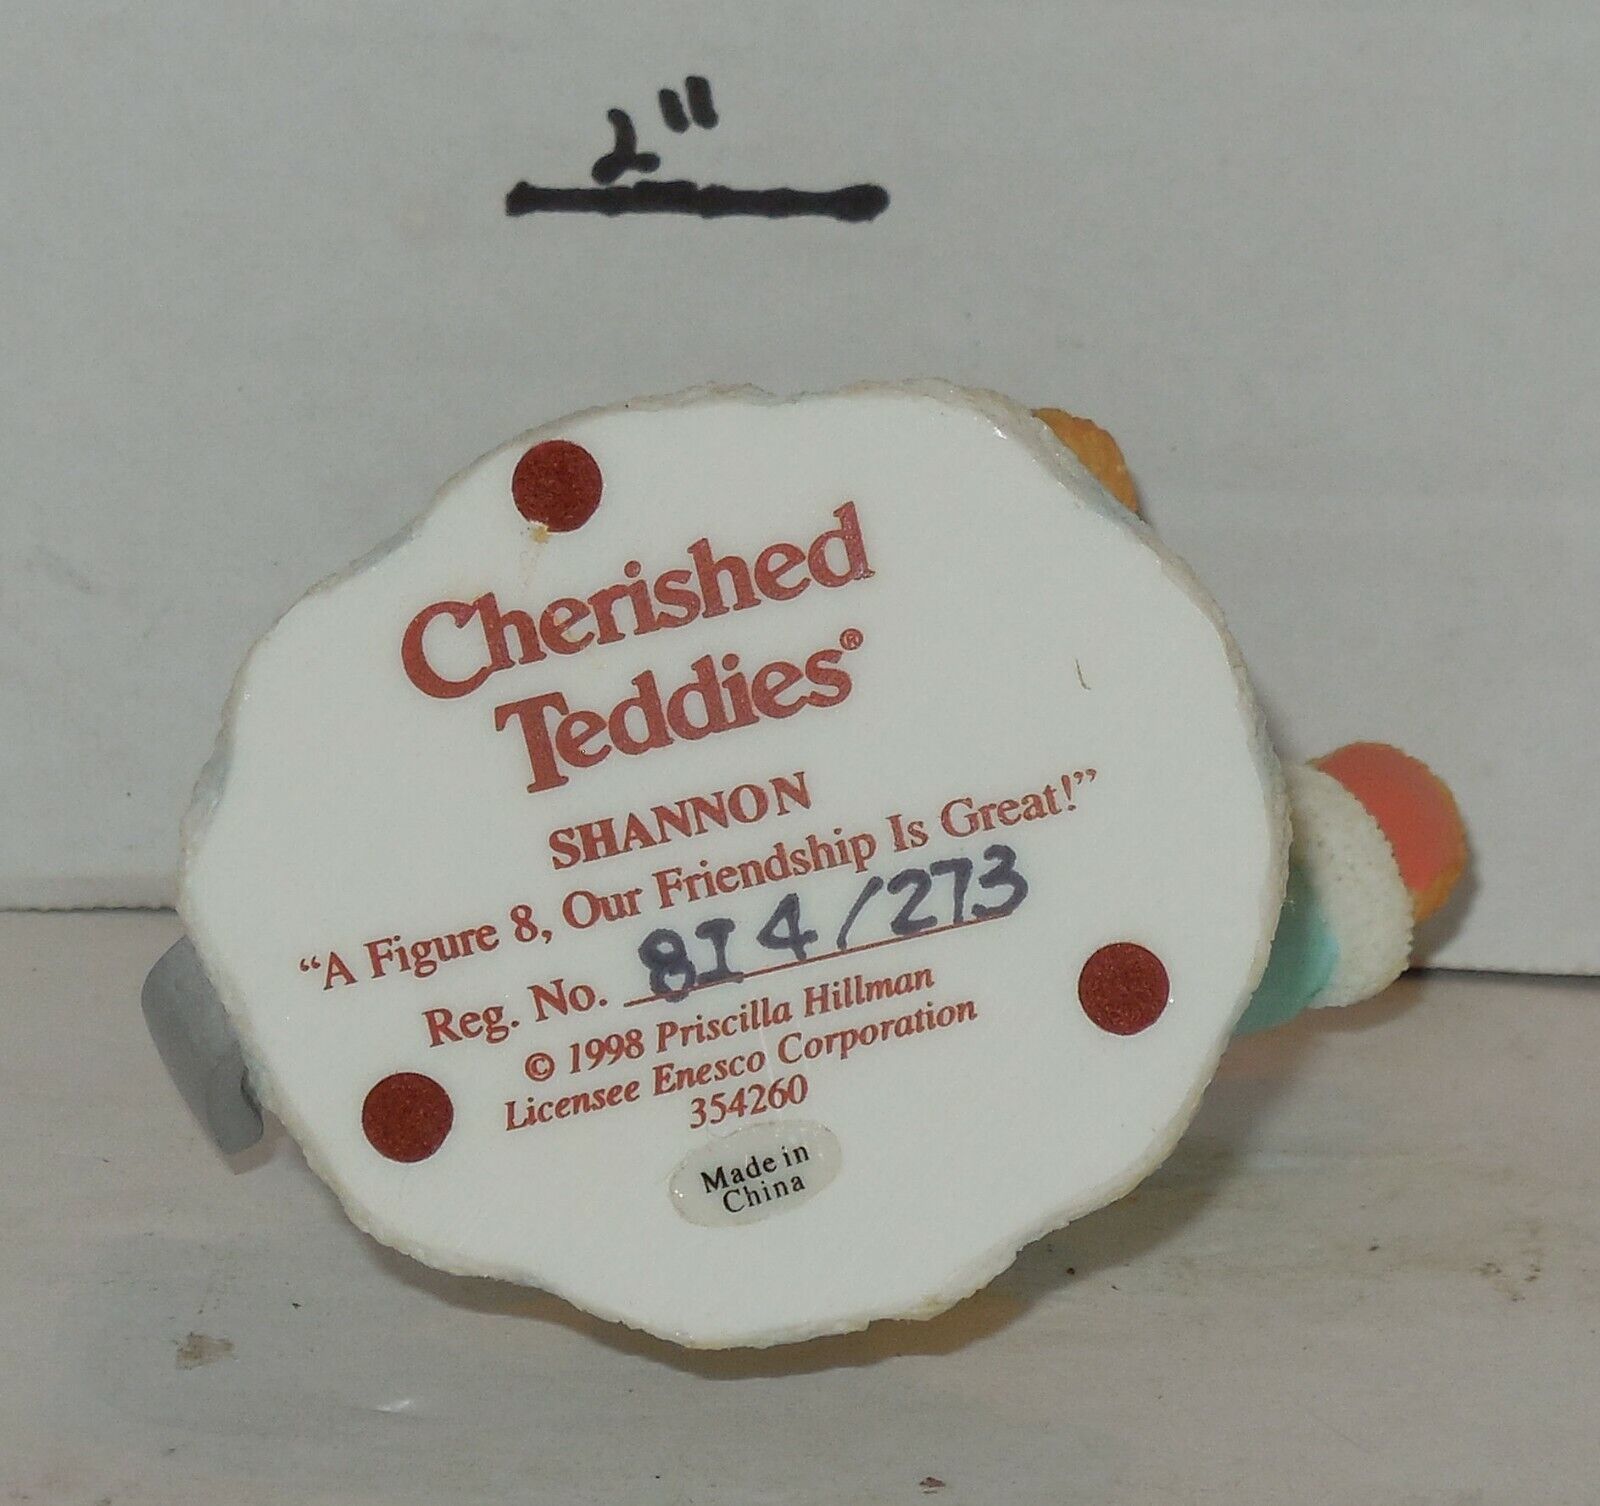 2"
Cherished
Teddies®
SHANNON
“A Figure 8, Our Friendship Is Great!”
Reg. No. 8I4/273
© 1998 Priscilla Hillman
Licensee Enesco Corporation
354260
Made in
China